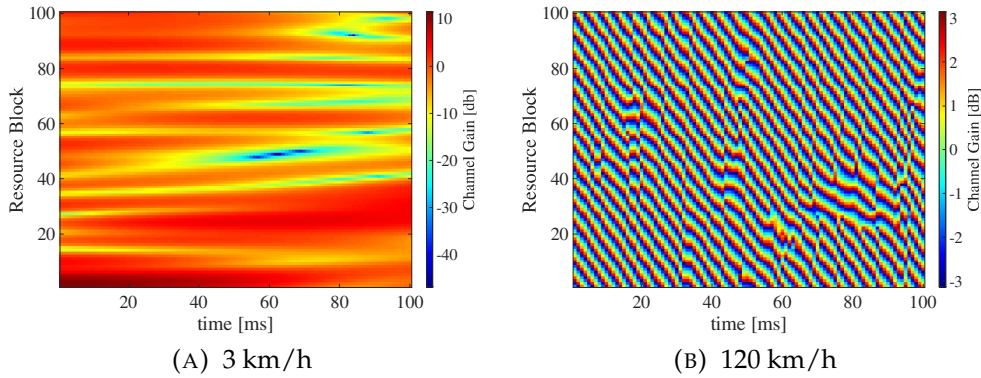 100
80
60
40
20
Resource Block
20 40 60 80 100
time [ms]
10
0
-10
-20
-30
-40
Channel Gain [db]
(A) 3 km/h
100
80
60
40
20
Resource Block
20 40 60 80 100
time [ms]
3
2
1
0
-1
-2
-3
Channel Gain [dB]
(B) 120 km/h